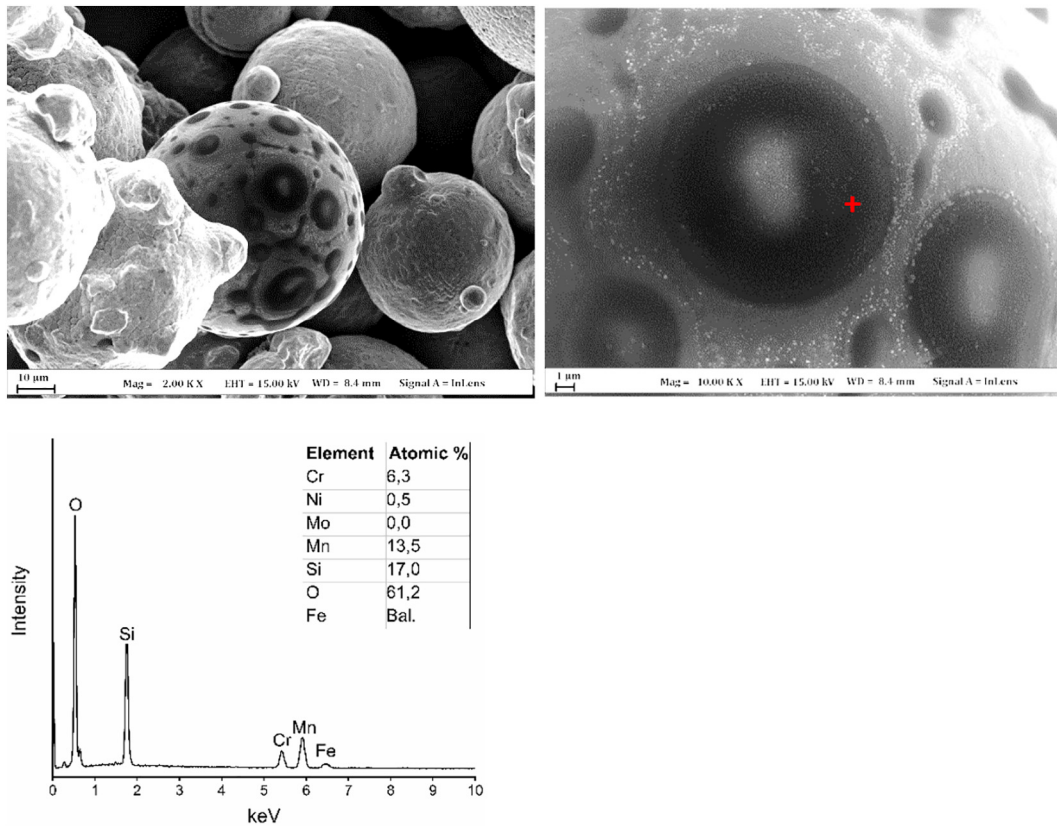 10 µm
Mag = 2.00 K X EHT = 15.00 kV WD = 8.4 mm Signal A = InLens
1 µm
Mag = 10.00 K X EHT = 15.00 kV WD = 8.4 mm Signal A = InLens
Element Atomic %
Cr 6,3
Ni 0,5
Mo 0,0
Mn 13,5
Si 17,0
O 61,2
Fe Bal.
O
Si
Cr
Mn
Fe
Intensity
0 1 2 3 4 5 6 7 8 9 10
keV